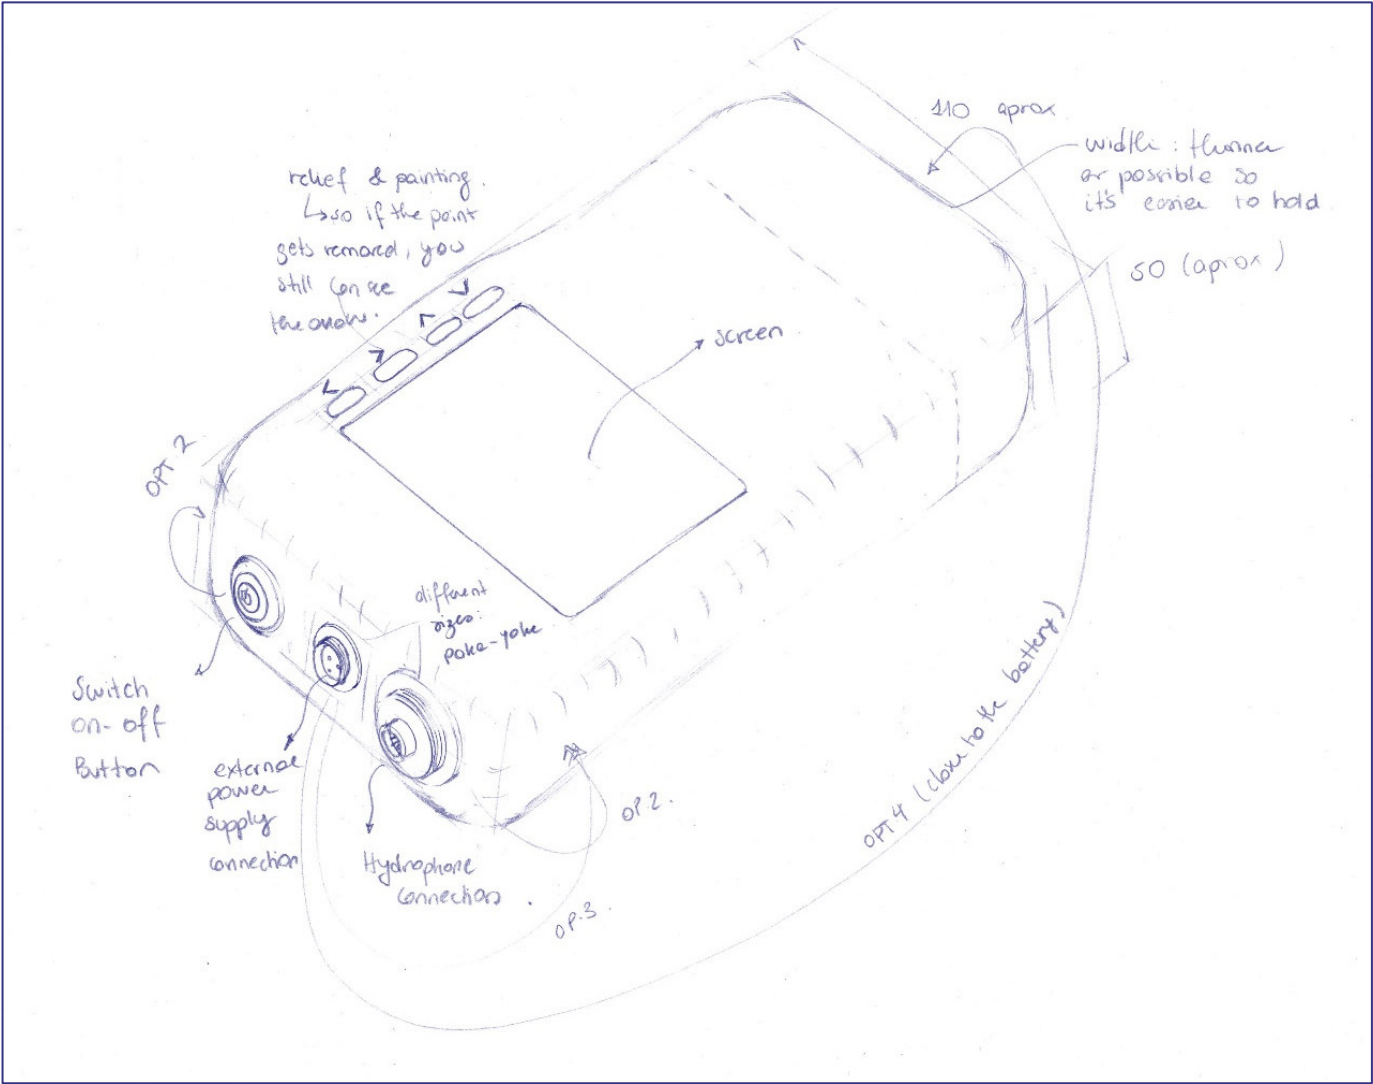 110 aprox
width: thinner
as possible so
it's easier to hold
50 (aprox)
relief & painting.
↳ so if the paint
gets removed, you
still can see
the arrow.
screen
OPT 2
different
sizes:
poka-yoke
Switch
on-off
Button
external
power
supply
connection
Hydrophone
connection.
OP.2.
OP.3.
OPT 4 (close to the battery)